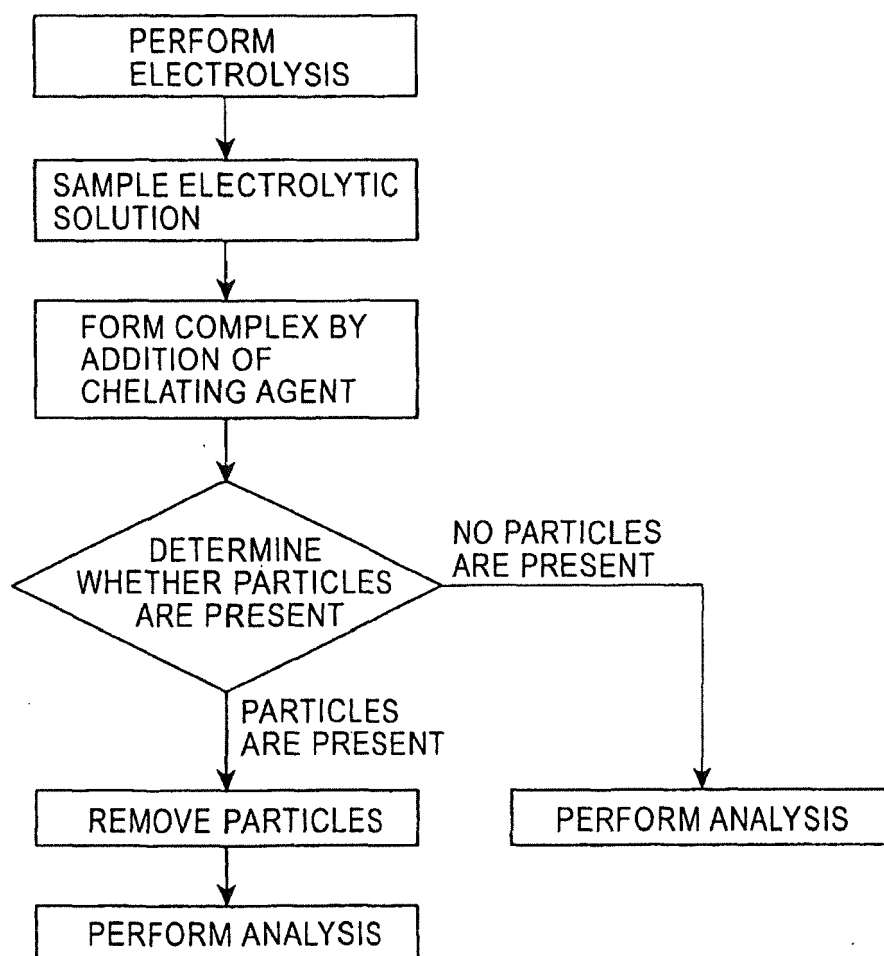 PERFORM
ELECTROLYSIS
SAMPLE ELECTROLYTIC
SOLUTION
FORM COMPLEX BY
ADDITION OF
CHELATING AGENT
DETERMINE
WHETHER PARTICLES
ARE PRESENT
NO PARTICLES
ARE PRESENT
PARTICLES
ARE PRESENT
REMOVE PARTICLES
PERFORM ANALYSIS
PERFORM ANALYSIS